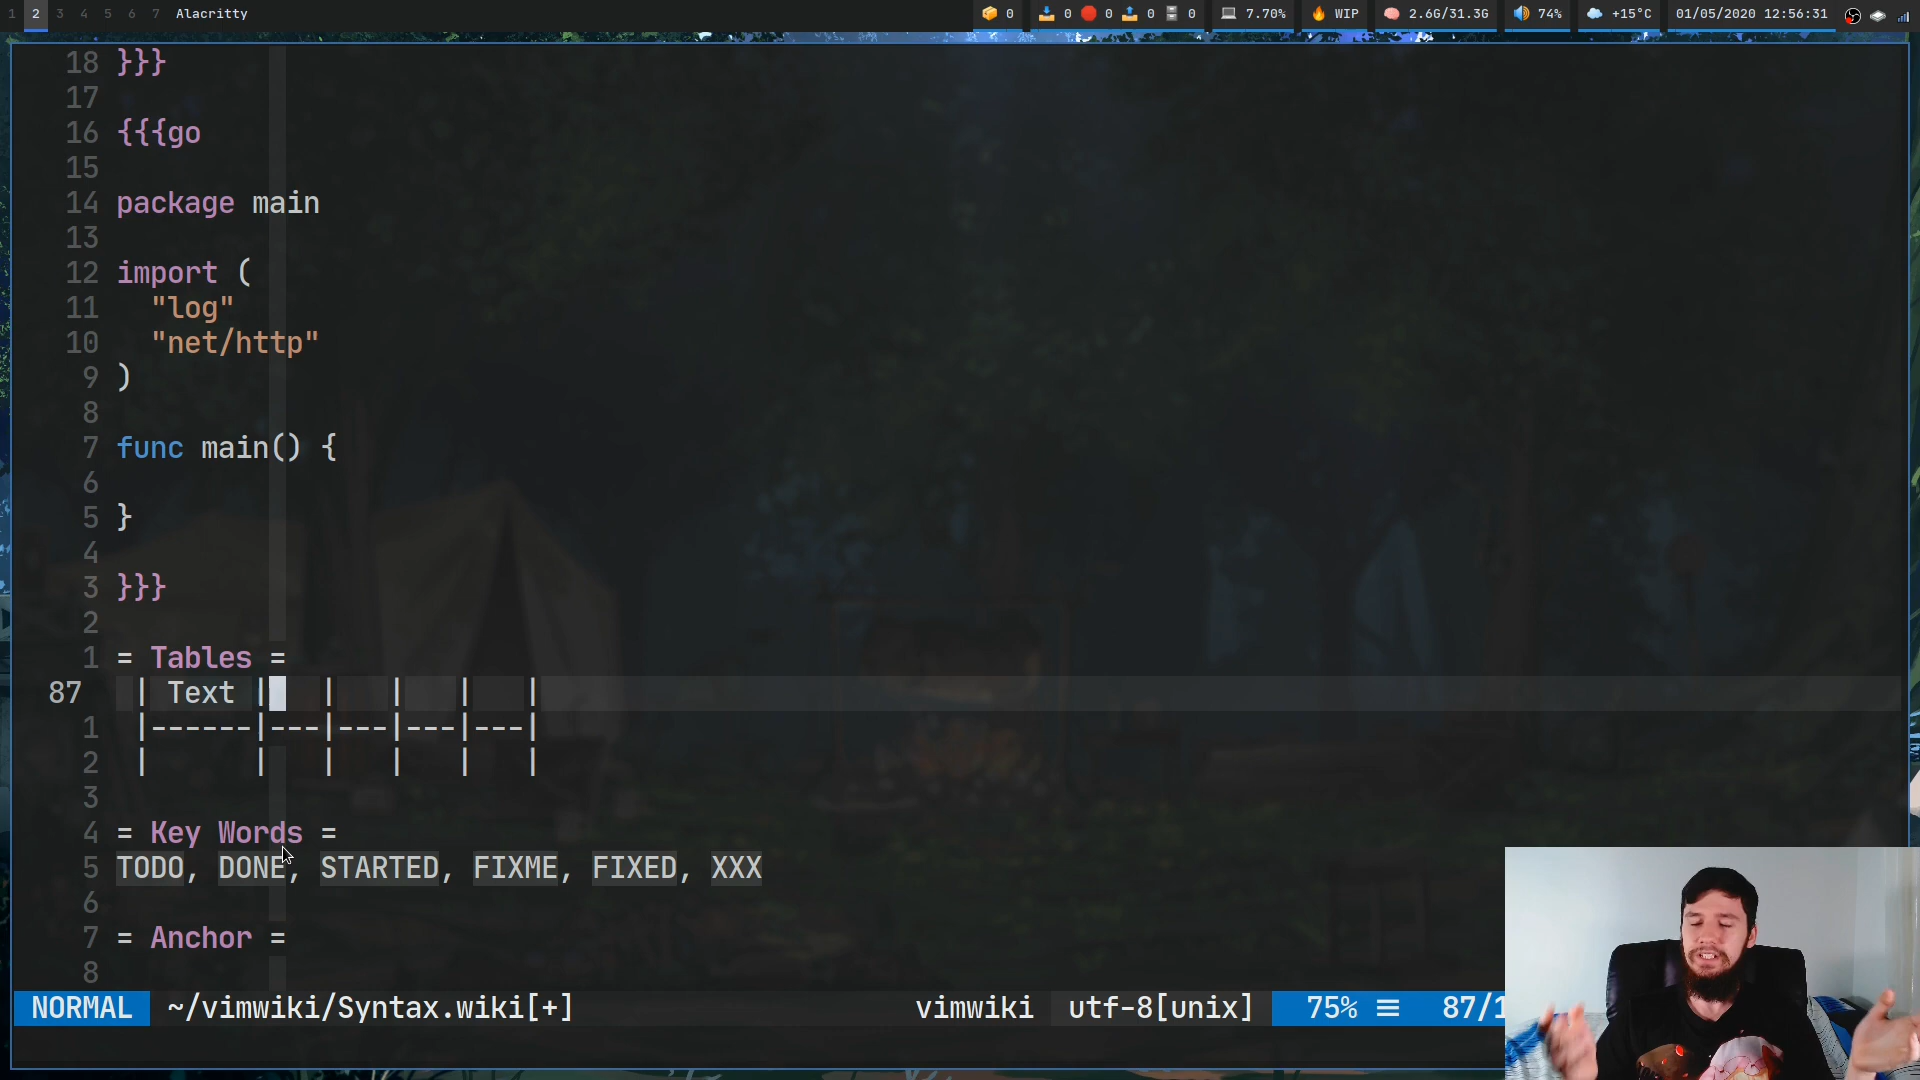 1 2 3 4 5 6 7 Alacritty 0 0 0 0 0 7.70% WIP 2.6G/31.3G 74% +15°C 01/05/2020 12:56:31
18 }}}
17
16 {{{go
15
14 package main
13
12 import (
11 "log"
10 "net/http"
9 )
8
7 func main() {
6
5 }
4
3 }}}
2
1 = Tables =
87 | Text | | | | |
1 |------|---|---|---|---|
2 | | | | | |
3
4 = Key Words =
5 TODO, DONE, STARTED, FIXME, FIXED, XXX
6
7 = Anchor =
8
NORMAL ~/vimwiki/Syntax.wiki[+] vimwiki utf-8[unix] 75% ≡ 87/1